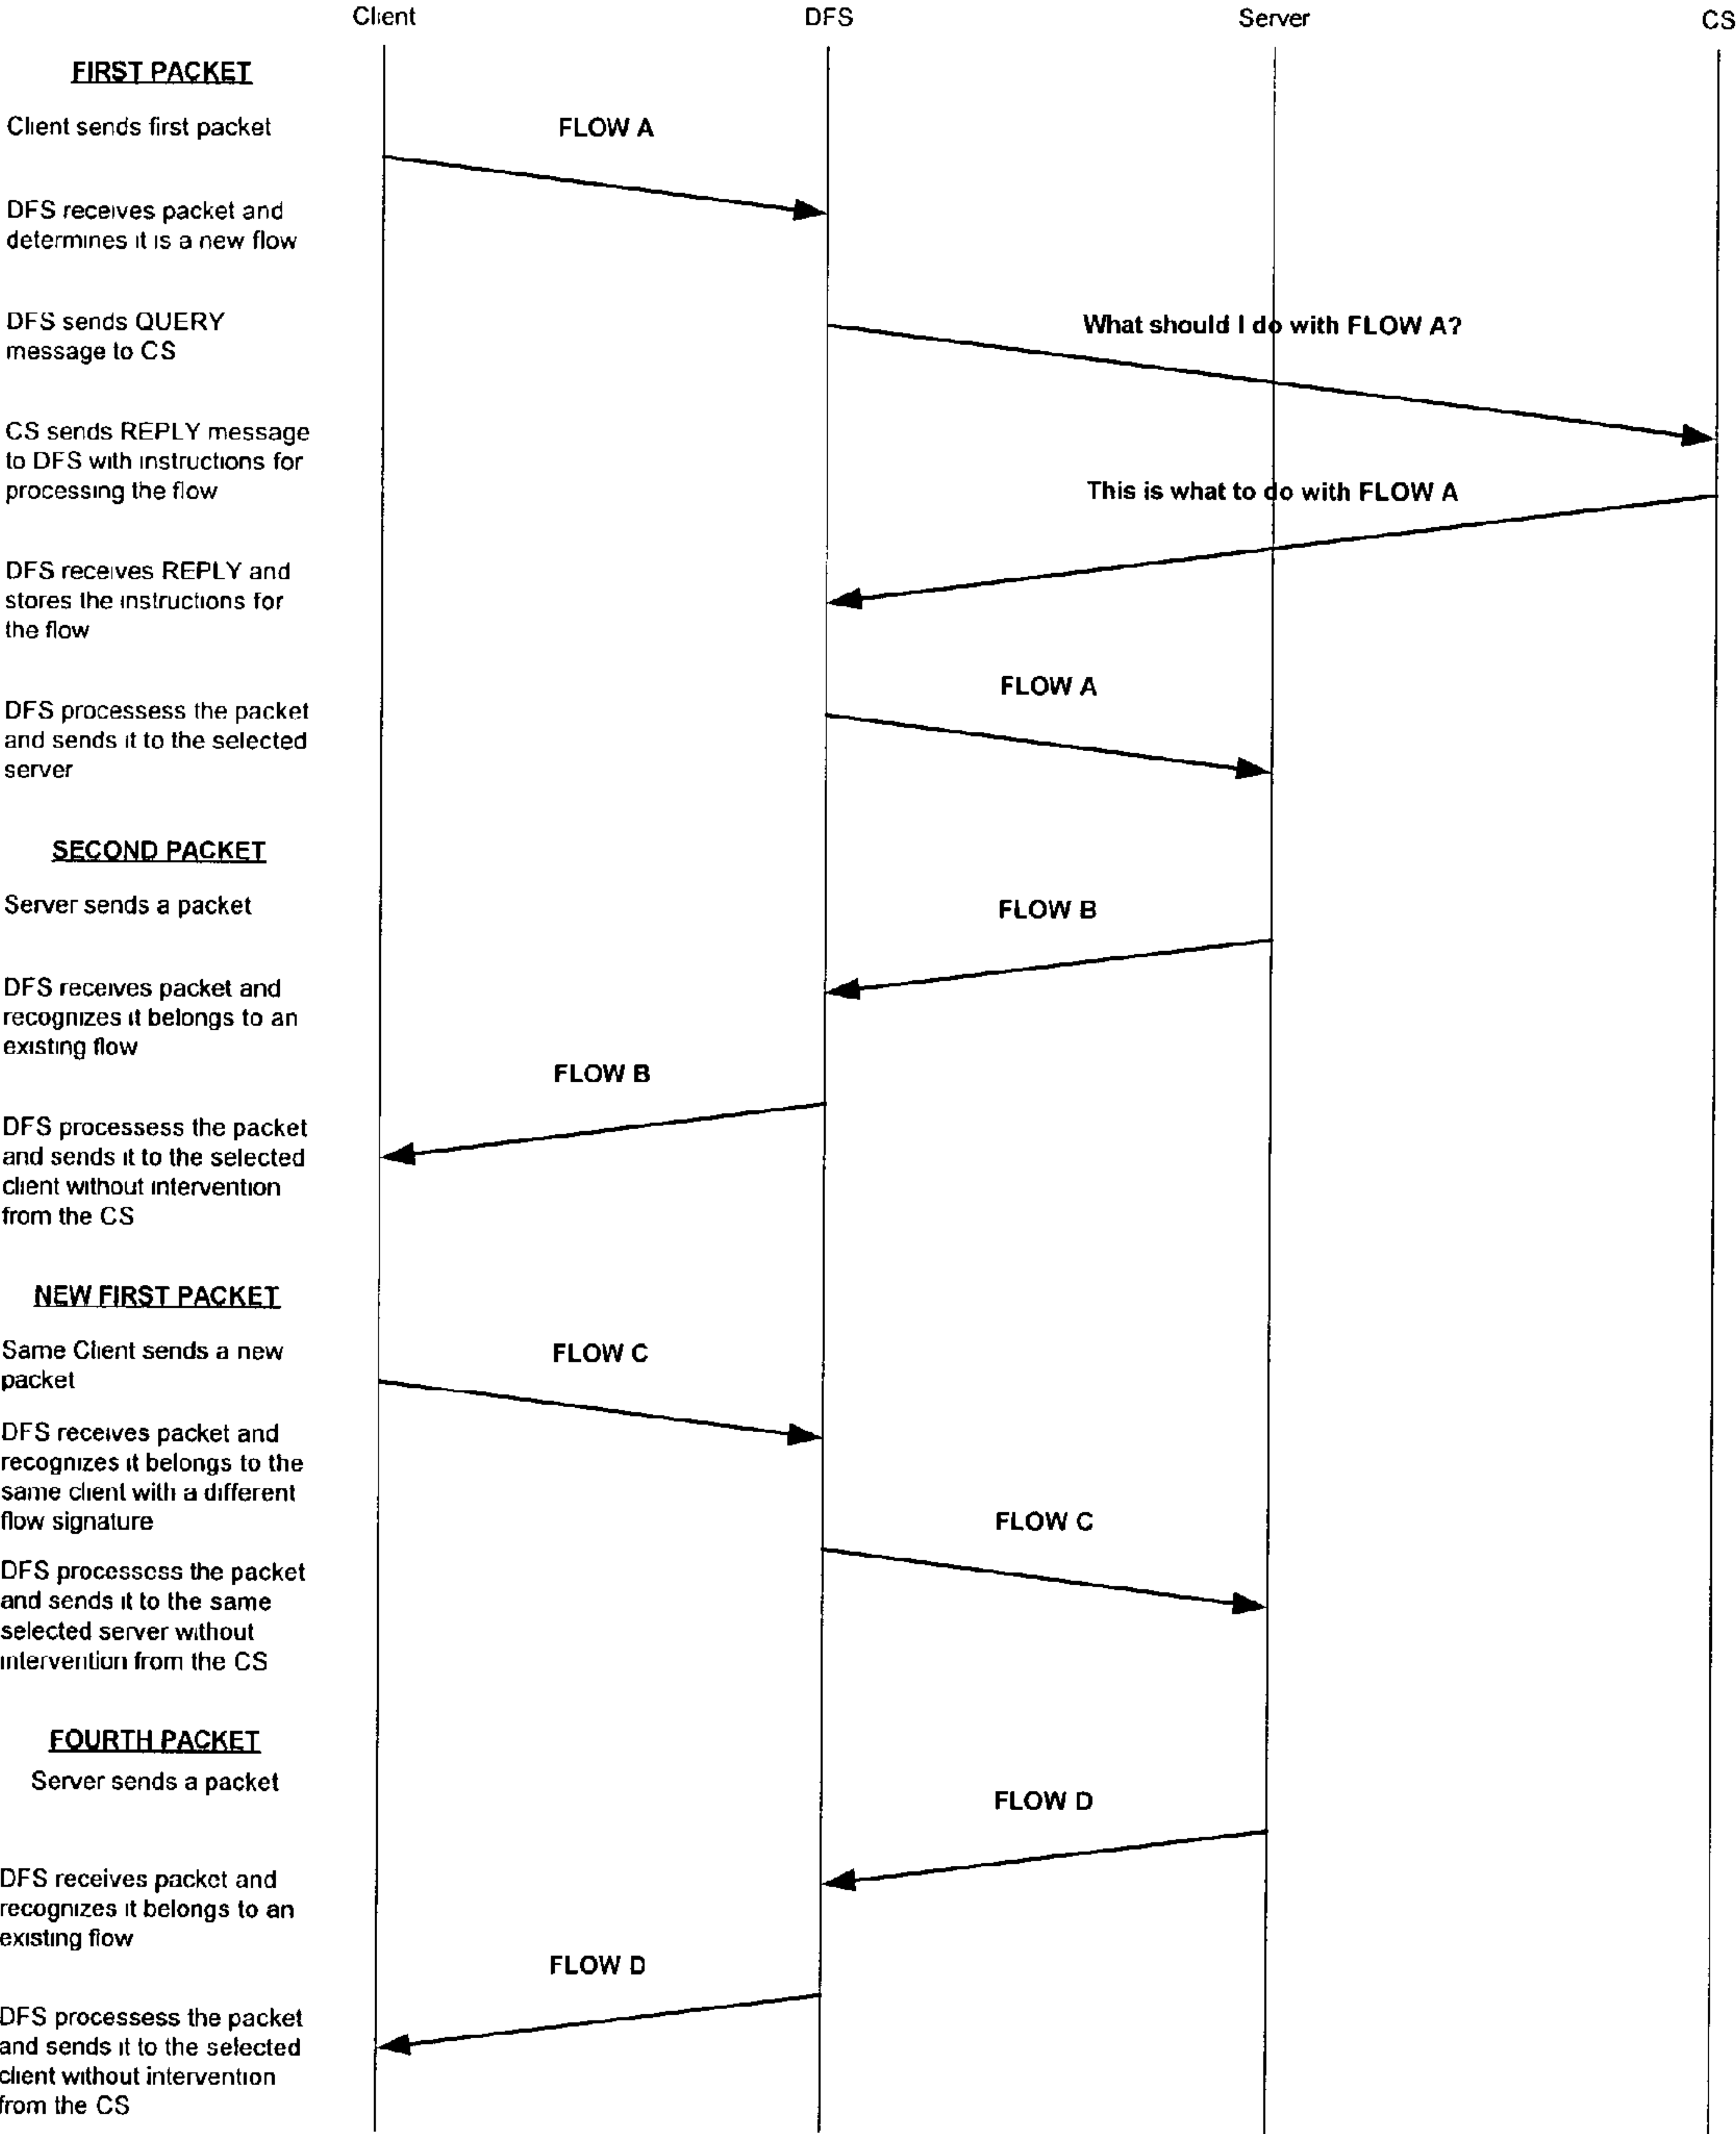 Client DFS Server CS
FIRST PACKET
Client sends first packet
FLOW A
DFS receives packet and
determines it is a new flow
DFS sends QUERY
message to CS
What should I do with FLOW A?
CS sends REPLY message
to DFS with instructions for
processing the flow
This is what to do with FLOW A
DFS receives REPLY and
stores the instructions for
the flow
FLOW A
DFS processess the packet
and sends it to the selected
server
SECOND PACKET
Server sends a packet
FLOW B
DFS receives packet and
recognizes it belongs to an
existing flow
FLOW B
DFS processess the packet
and sends it to the selected
client without intervention
from the CS
NEW FIRST PACKET
Same Client sends a new
packet
FLOW C
DFS receives packet and
recognizes it belongs to the
same client with a different
flow signature
FLOW C
DFS processess the packet
and sends it to the same
selected server without
intervention from the CS
FOURTH PACKET
Server sends a packet
FLOW D
DFS receives packet and
recognizes it belongs to an
existing flow
FLOW D
DFS processess the packet
and sends it to the selected
client without intervention
from the CS